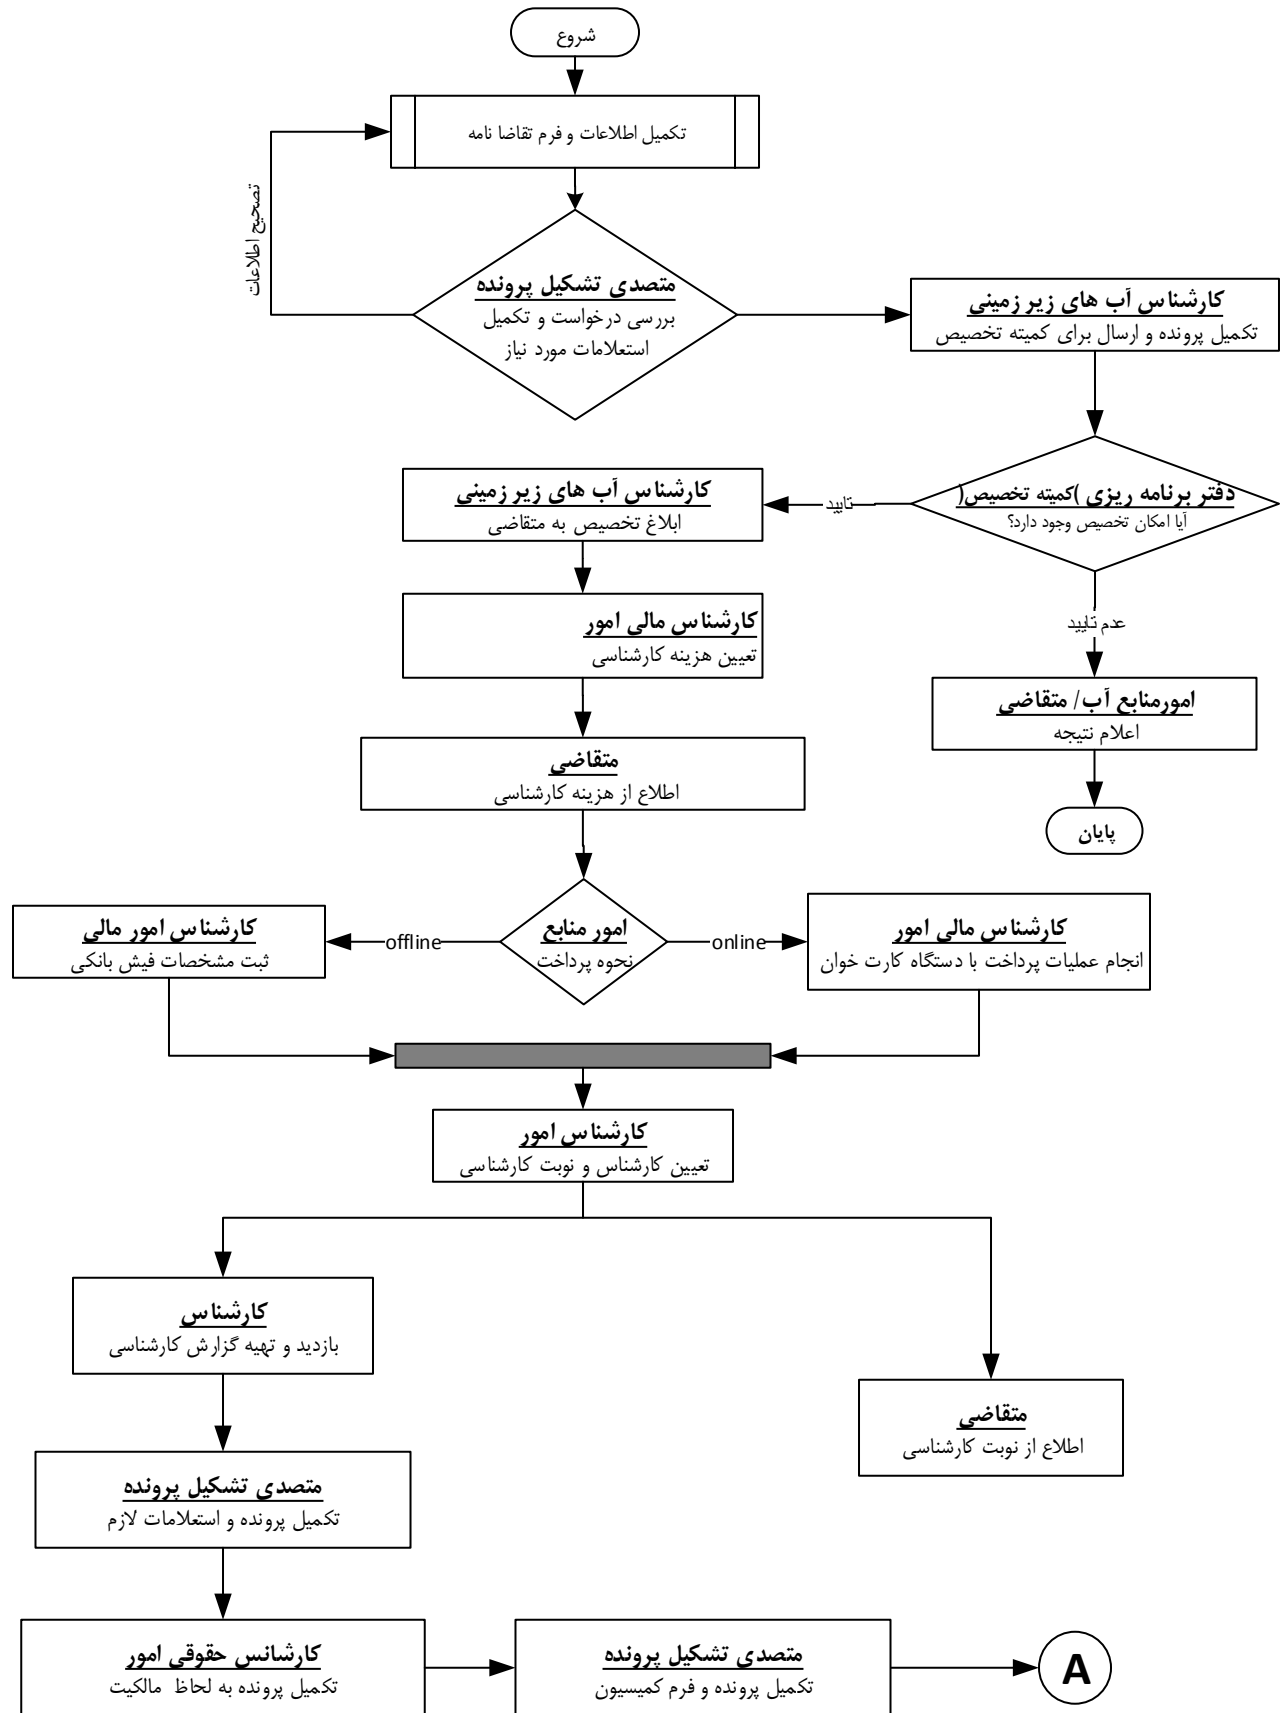 شروع
تکمیل اطلاعات و فرم تقاضا نامه
تصحیح اطلاعات
متصدی تشکیل پرونده
بررسی درخواست و تکمیل
استعلامات مورد نیاز
کارشناس آب های زیر زمینی
تکمیل پرونده و ارسال برای کمیته تخصیص
دفتر برنامه ریزی )کمیته تخصیص(
آیا امکان تخصیص وجود دارد؟
تایید
کارشناس آب های زیر زمینی
ابلاغ تخصیص به متقاضی
عدم تایید
کارشناس مالی امور
تعیین هزینه کارشناسی
امورمنابع آب/ متقاضی
اعلام نتیجه
متقاضی
اطلاع از هزینه کارشناسی
پایان
امور منابع
نحوه پرداخت
online
offline
کارشناس مالی امور
انجام عملیات پرداخت با دستگاه کارت خوان
کارشناس امور مالی
ثبت مشخصات فیش بانکی
کارشناس امور
تعیین کارشناس و نوبت کارشناسی
کارشناس
بازدید و تهیه گزارش کارشناسی
متقاضی
اطلاع از نوبت کارشناسی
متصدی تشکیل پرونده
تکمیل پرونده و استعلامات لازم
کارشانس حقوقی امور
تکمیل پرونده به لحاظ مالکیت
متصدی تشکیل پرونده
تکمیل پرونده و فرم کمیسیون
A